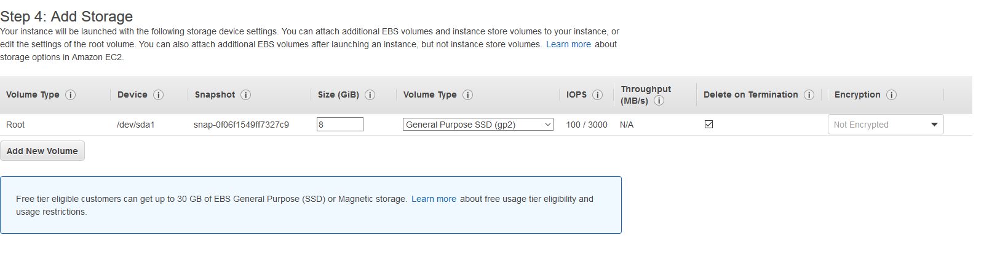 Step 4: Add Storage
Your instance will be launched with the following storage device settings. You can attach additional EBS volumes and instance store volumes to your instance, or
edit the settings of the root volume. You can also attach additional EBS volumes after launching an instance, but not instance store volumes. Learn more about
storage options in Amazon EC2.
Volume Type i Device i Snapshot i Size (GiB) i Volume Type i IOPS i Throughput (MB/s) i Delete on Termination i Encryption i
Root /dev/sda1 snap-0f06f1549ff7327c9 8 General Purpose SSD (gp2) 100 / 3000 N/A Not Encrypted
Add New Volume
Free tier eligible customers can get up to 30 GB of EBS General Purpose (SSD) or Magnetic storage. Learn more about free usage tier eligibility and
usage restrictions.